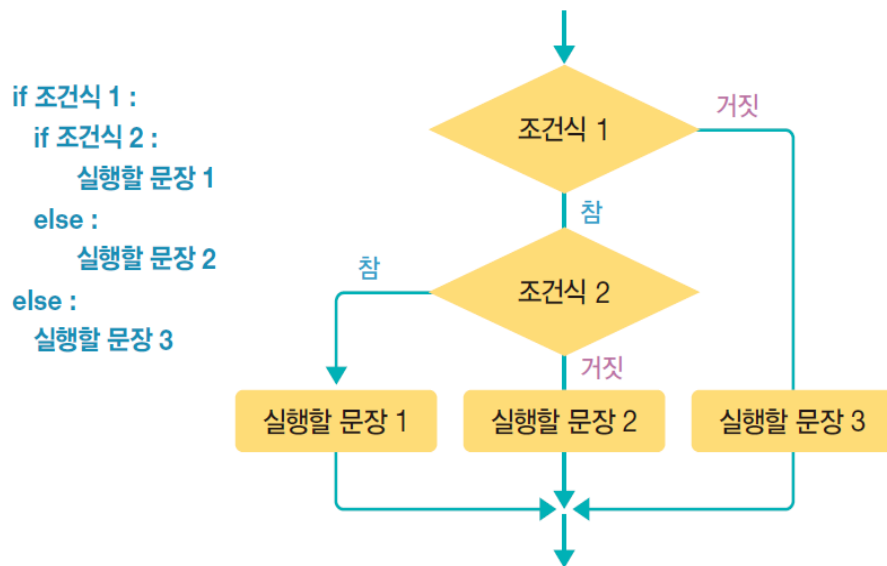 if 조건식 1 :
if 조건식 2 :
실행할 문장 1
else :
실행할 문장 2
else :
실행할 문장 3
조건식 1
거짓
참
조건식 2
참
거짓
실행할 문장 1
실행할 문장 2
실행할 문장 3